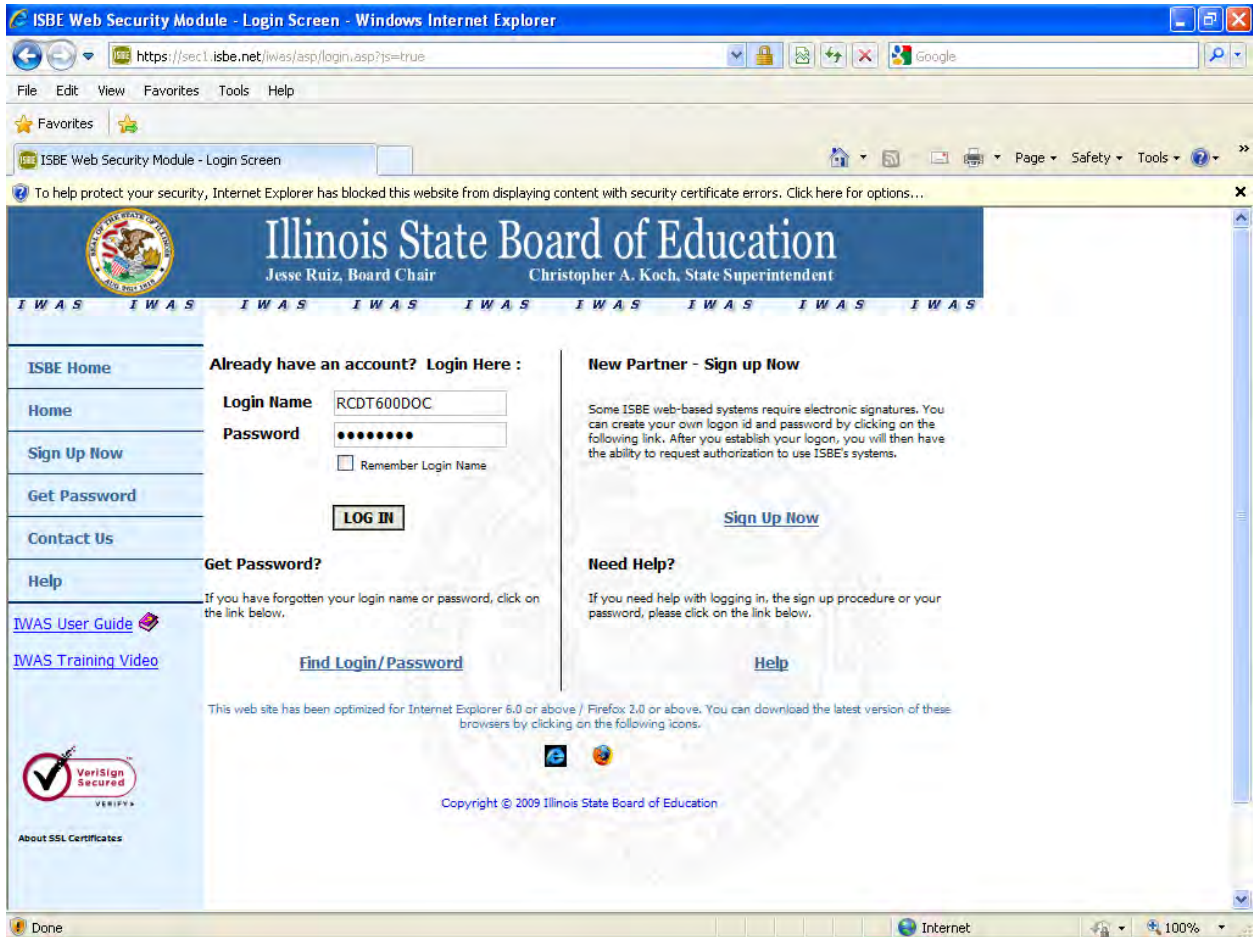 ISBE Web Security Module - Login Screen - Windows Internet Explorer
https://sec1.isbe.net/iwas/asp/login.asp?js=true
Google
File Edit View Favorites Tools Help
Favorites
ISBE Web Security Module - Login Screen
Page Safety Tools
To help protect your security, Internet Explorer has blocked this website from displaying content with security certificate errors. Click here for options...
Illinois State Board of Education
Jesse Ruiz, Board Chair Christopher A. Koch, State Superintendent
IWAS IWAS IWAS IWAS IWAS IWAS IWAS IWAS IWAS
ISBE Home
Home
Sign Up Now
Get Password
Contact Us
Help
IWAS User Guide
IWAS Training Video
VeriSign
Secured
VERIFY
About SSL Certificates
Already have an account? Login Here :
Login Name RCDT600DOC
Password ••••••••
Remember Login Name
LOG IN
Get Password?
If you have forgotten your login name or password, click on
the link below.
Find Login/Password
New Partner - Sign up Now
Some ISBE web-based systems require electronic signatures. You
can create your own logon id and password by clicking on the
following link. After you establish your logon, you will then have
the ability to request authorization to use ISBE's systems.
Sign Up Now
Need Help?
If you need help with logging in, the sign up procedure or your
password, please click on the link below.
Help
This web site has been optimized for Internet Explorer 6.0 or above / Firefox 2.0 or above. You can download the latest version of these
browsers by clicking on the following icons.
Copyright © 2009 Illinois State Board of Education
Done
Internet
100%